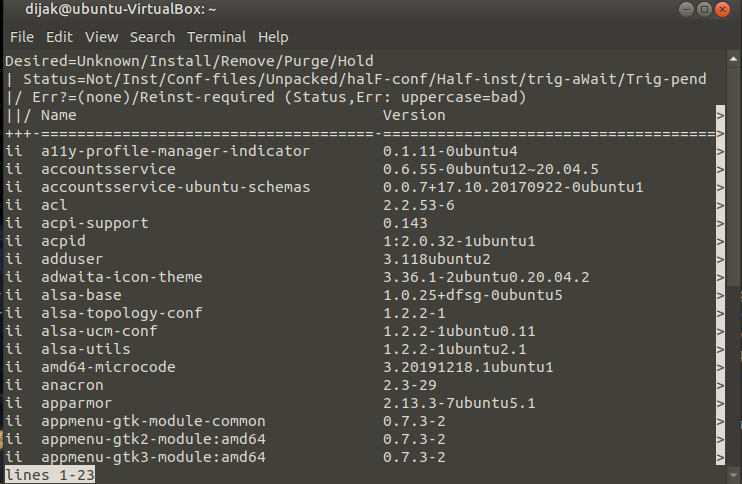 dijak@ubuntu-VirtualBox: ~
File Edit View Search Terminal Help
Desired=Unknown/Install/Remove/Purge/Hold
| Status=Not/Inst/Conf-files/Unpacked/halF-conf/Half-inst/trig-aWait/Trig-pend
|/ Err?=(none)/Reinst-required (Status,Err: uppercase=bad)
||/ Name                                  Version                              >
+++-=====================================-=====================================>
ii  a11y-profile-manager-indicator        0.1.11-0ubuntu4                      >
ii  accountsservice                       0.6.55-0ubuntu12~20.04.5             >
ii  accountsservice-ubuntu-schemas        0.0.7+17.10.20170922-0ubuntu1        >
ii  acl                                   2.2.53-6                             >
ii  acpi-support                          0.143                                >
ii  acpid                                 1:2.0.32-1ubuntu1                    >
ii  adduser                               3.118ubuntu2                         >
ii  adwaita-icon-theme                    3.36.1-2ubuntu0.20.04.2              >
ii  alsa-base                             1.0.25+dfsg-0ubuntu5                 >
ii  alsa-topology-conf                    1.2.2-1                              >
ii  alsa-ucm-conf                         1.2.2-1ubuntu0.11                    >
ii  alsa-utils                            1.2.2-1ubuntu2.1                     >
ii  amd64-microcode                       3.20191218.1ubuntu1                  >
ii  anacron                               2.3-29                               >
ii  apparmor                              2.13.3-7ubuntu5.1                    >
ii  appmenu-gtk-module-common             0.7.3-2                              >
ii  appmenu-gtk2-module:amd64             0.7.3-2                              >
ii  appmenu-gtk3-module:amd64             0.7.3-2                              >
lines 1-23